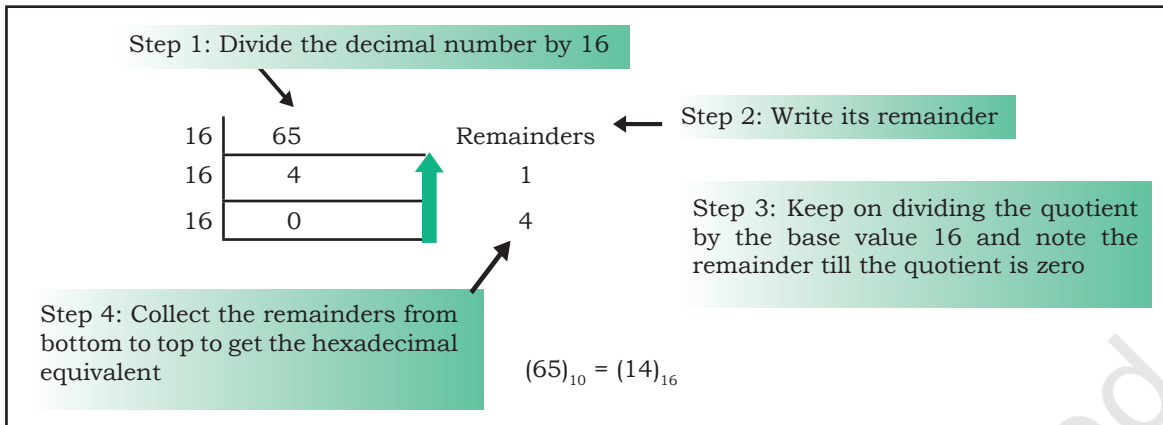 Step 1: Divide the decimal number by 16
16 65 Remainders
Step 2: Write its remainder
16 4 1
16 0 4
Step 3: Keep on dividing the quotient
by the base value 16 and note the
remainder till the quotient is zero
Step 4: Collect the remainders from
bottom to top to get the hexadecimal
equivalent
(65)₁₀ = (14)₁₆